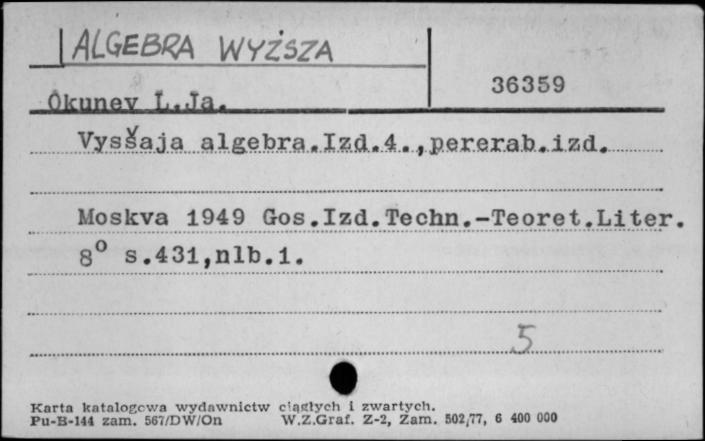 ALGEBRA WYŻSZA
36359
Okunev L.Ja.
Vysšaja algebra.Izd.4.,pererab.izd.
Moskva 1949 Gos.Izd.Techn.-Teoret.Liter.
8° s.431,nlb.1.
5
Karta katalogowa wydawnictw ciągłych i zwartych.
Pu-B-144 zam. 567/DW/On W.Z.Graf. Z-2, Zam. 502/77, 6 400 000